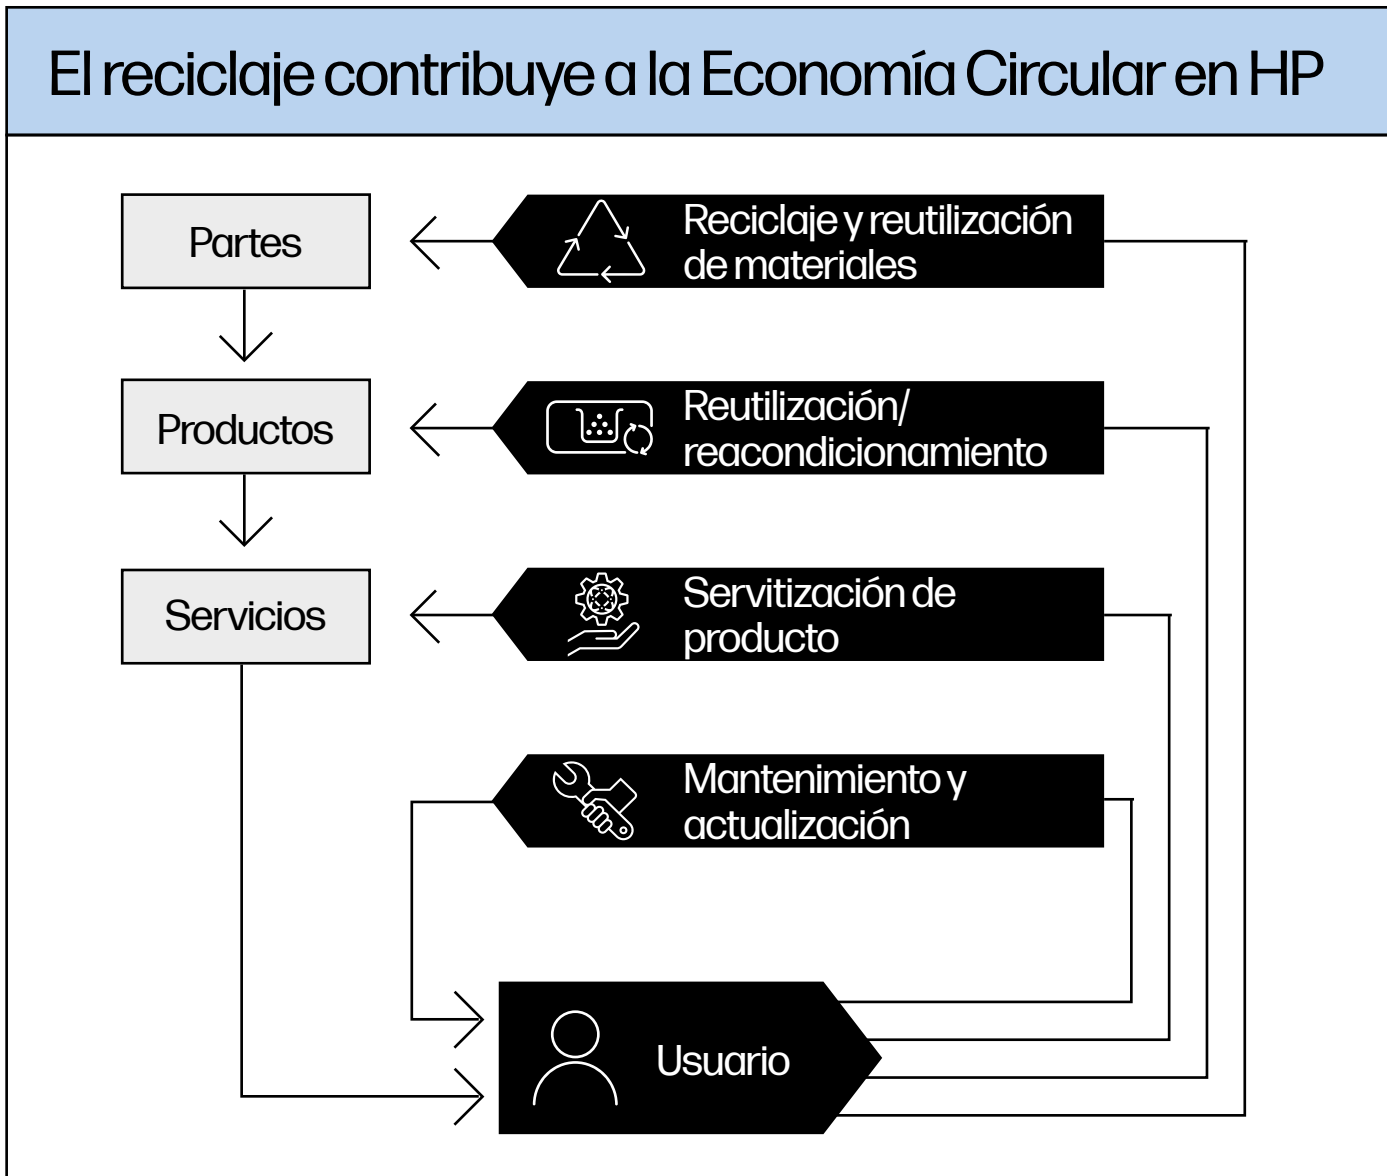 El reciclaje contribuye a la Economía Circular en HP
Partes
Reciclaje y reutilización
de materiales
Productos
Reutilización/
reacondicionamiento
Servicios
Servitización de
producto
Mantenimiento y
actualización
Usuario